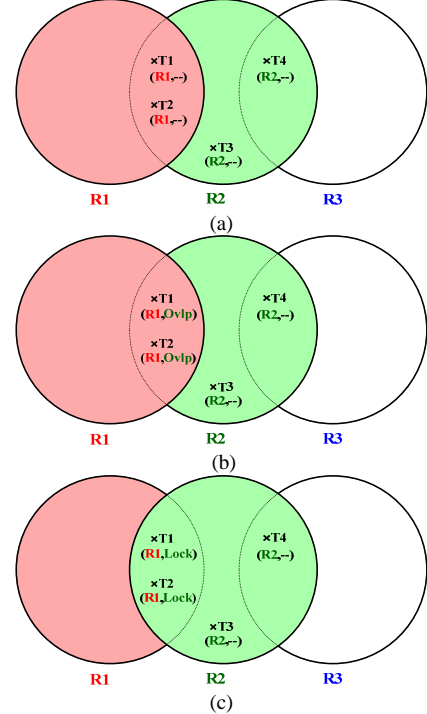 ×T1 ×T4
(R1,--) (R2,--)
×T2
(R1,--)
×T3
(R2,--)
R1 R2 R3
(a)
×T1 ×T4
(R1,Ovlp) (R2,--)
×T2
(R1,Ovlp)
×T3
(R2,--)
R1 R2 R3
(b)
×T1 ×T4
(R1,Lock) (R2,--)
×T2
(R1,Lock)
×T3
(R2,--)
R1 R2 R3
(c)